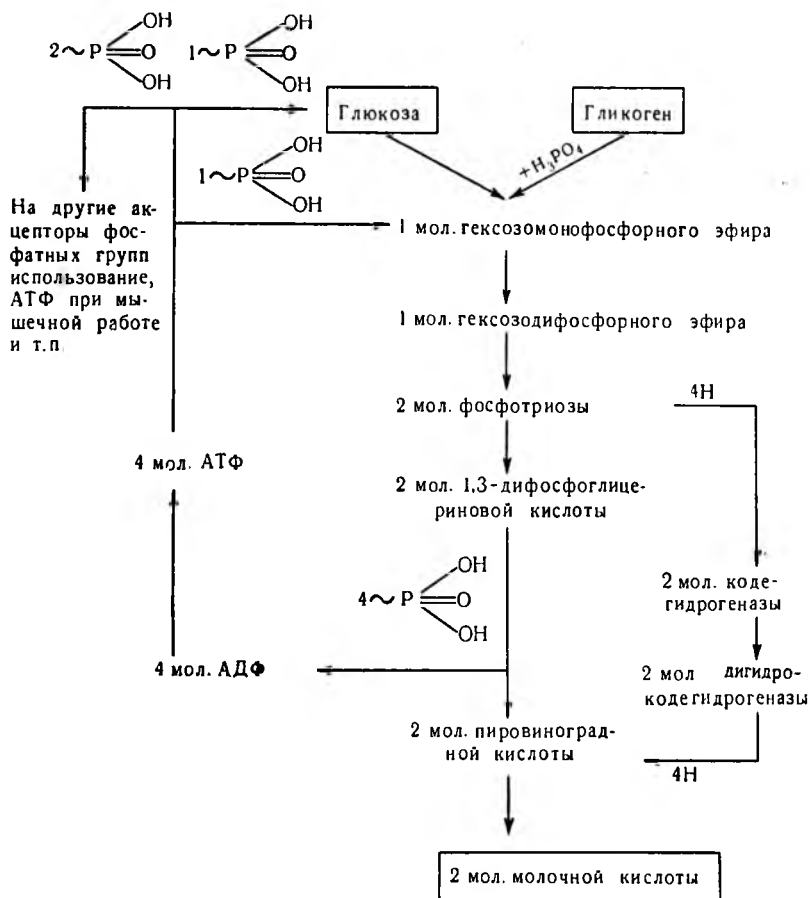 2~P OH O OH
1~P OH O OH
Глюкоза
Гликоген
+H₃PO₄
1~P OH O OH
На другие ак-
цепторы фос-
фатных групп
использование,
АТФ при мы-
шечной работе
и т.п
1 мол. гексозомонофосфорного эфира
1 мол. гексозодифосфорного эфира
2 мол. фосфотриозы
4H
4 мол. АТФ
2 мол. 1,3-дифосфоглице-
риновой кислоты
4~P OH O OH
2 мол. коде-
гидрогеназы
4 мол. АДФ
2 мол дигидро-
кодегидрогеназы
2 мол. пировиноград-
ной кислоты
4H
2 мол. молочной кислоты